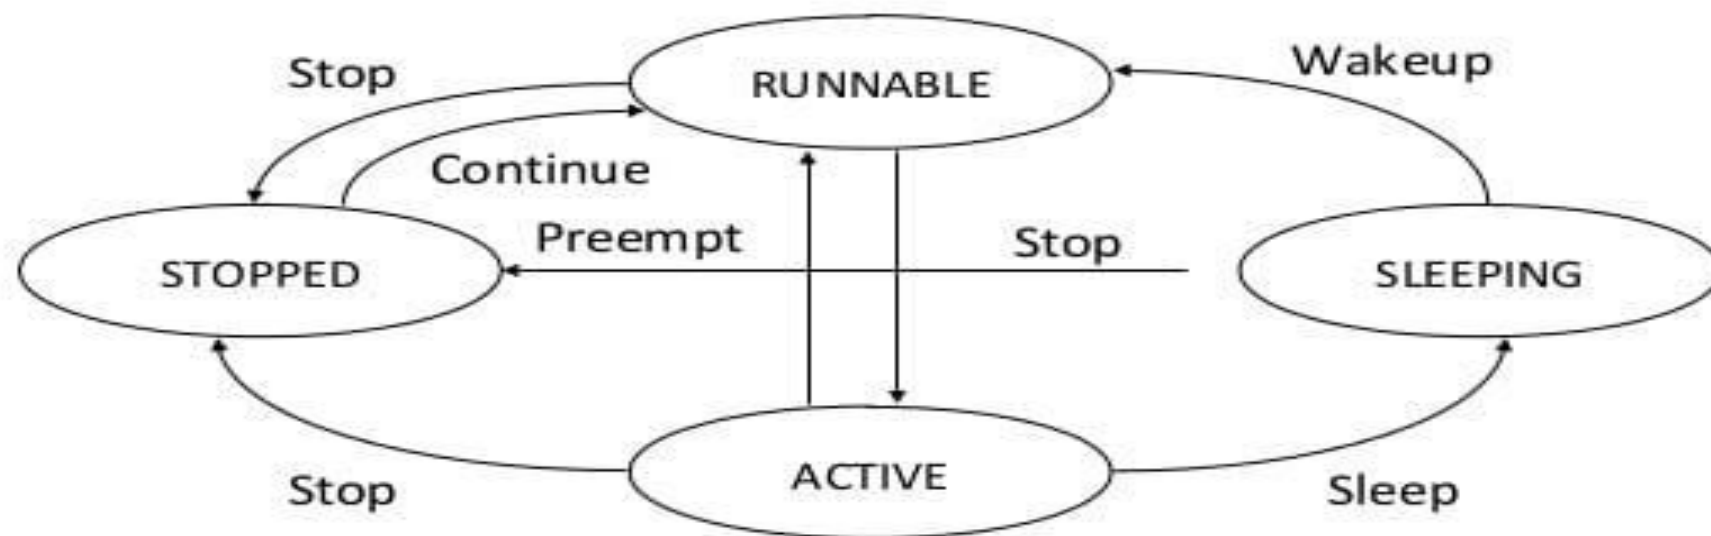 Stop
RUNNABLE
Wakeup
Continue
Preempt
Stop
STOPPED
SLEEPING
Stop
ACTIVE
Sleep